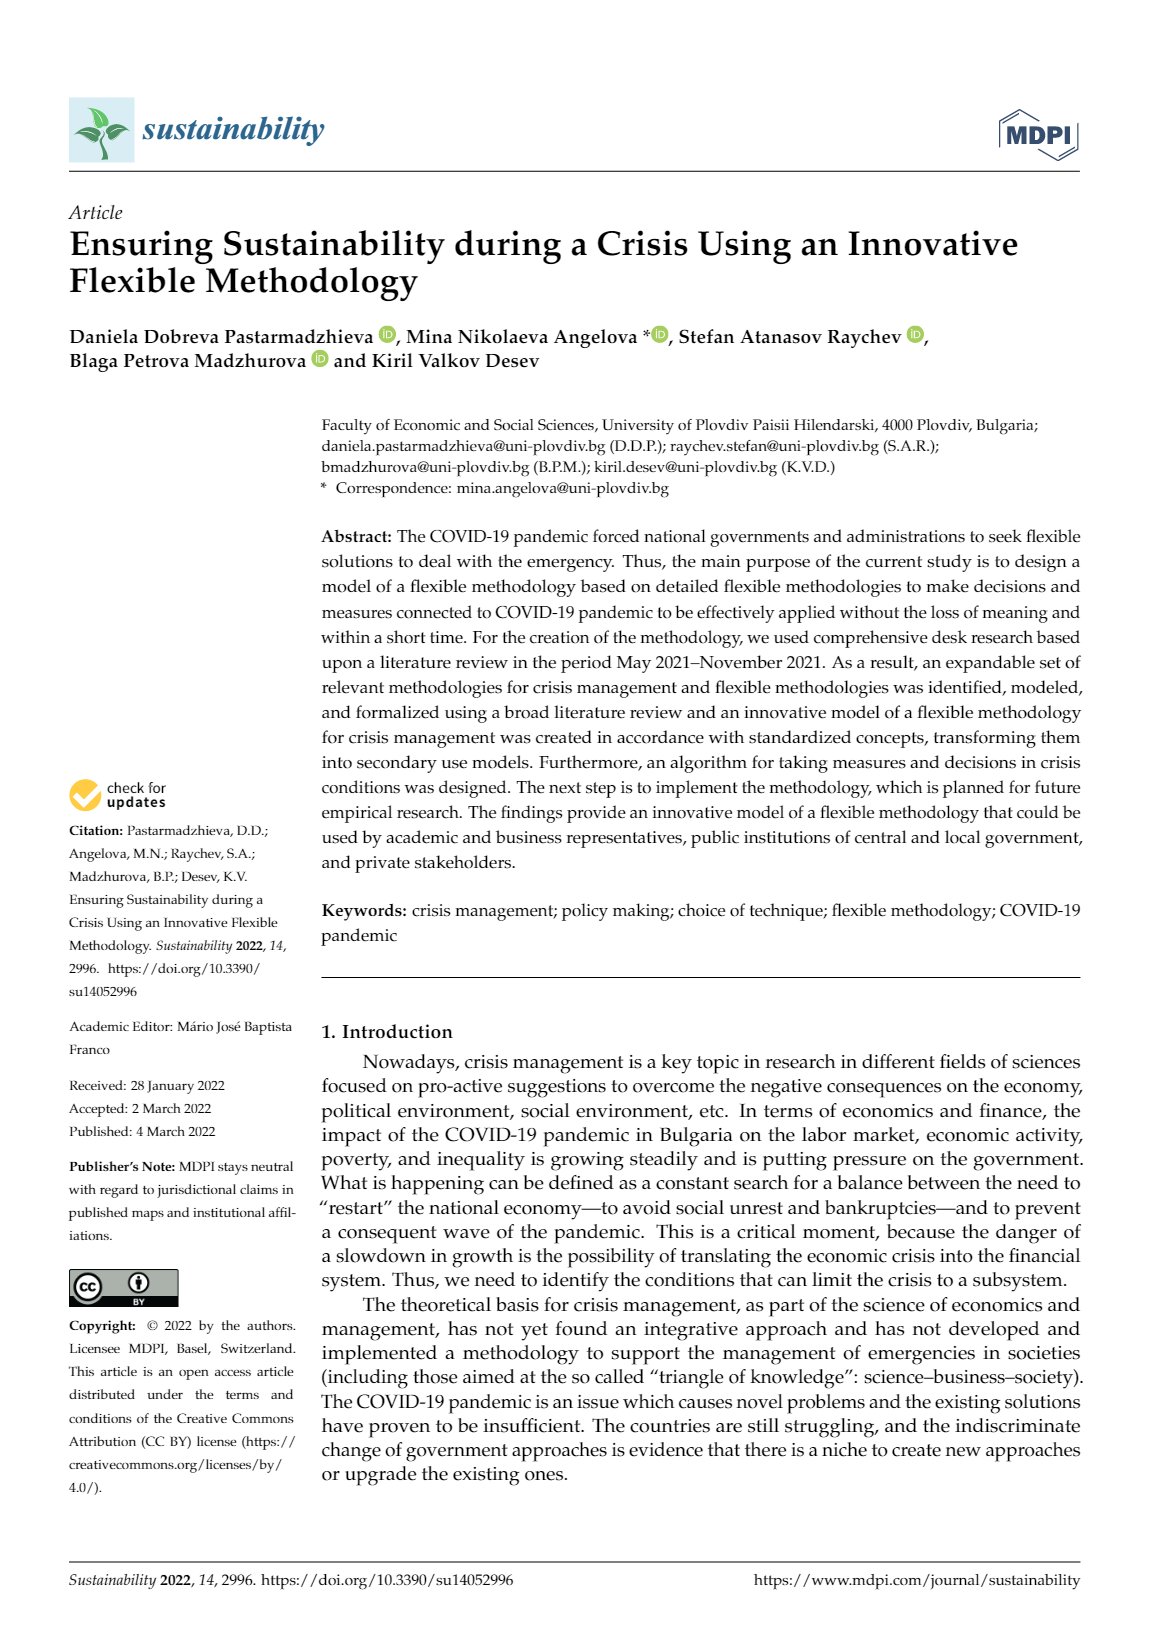 sustainability
MDPI
Article
Ensuring Sustainability during a Crisis Using an Innovative
Flexible Methodology
Daniela Dobreva Pastarmadzhieva iD, Mina Nikolaeva Angelova * iD, Stefan Atanasov Raychev iD,
Blaga Petrova Madzhurova iD and Kiril Valkov Desev
Faculty of Economic and Social Sciences, University of Plovdiv Paisii Hilendarski, 4000 Plovdiv, Bulgaria;
daniela.pastarmadzhieva@uni-plovdiv.bg (D.D.P.); raychev.stefan@uni-plovdiv.bg (S.A.R.);
bmadzhurova@uni-plovdiv.bg (B.P.M.); kiril.desev@uni-plovdiv.bg (K.V.D.)
* Correspondence: mina.angelova@uni-plovdiv.bg
Abstract: The COVID-19 pandemic forced national governments and administrations to seek flexible
solutions to deal with the emergency. Thus, the main purpose of the current study is to design a
model of a flexible methodology based on detailed flexible methodologies to make decisions and
measures connected to COVID-19 pandemic to be effectively applied without the loss of meaning and
within a short time. For the creation of the methodology, we used comprehensive desk research based
upon a literature review in the period May 2021–November 2021. As a result, an expandable set of
relevant methodologies for crisis management and flexible methodologies was identified, modeled,
and formalized using a broad literature review and an innovative model of a flexible methodology
for crisis management was created in accordance with standardized concepts, transforming them
into secondary use models. Furthermore, an algorithm for taking measures and decisions in crisis
conditions was designed. The next step is to implement the methodology, which is planned for future
empirical research. The findings provide an innovative model of a flexible methodology that could be
used by academic and business representatives, public institutions of central and local government,
and private stakeholders.
Keywords: crisis management; policy making; choice of technique; flexible methodology; COVID-19
pandemic
check for
updates
Citation: Pastarmadzhieva, D.D.;
Angelova, M.N.; Raychev, S.A.;
Madzhurova, B.P.; Desev, K.V.
Ensuring Sustainability during a
Crisis Using an Innovative Flexible
Methodology. Sustainability 2022, 14,
2996. https://doi.org/10.3390/
su14052996
Academic Editor: Mário José Baptista
Franco
Received: 28 January 2022
Accepted: 2 March 2022
Published: 4 March 2022
Publisher's Note: MDPI stays neutral
with regard to jurisdictional claims in
published maps and institutional affil-
iations.
cc BY
Copyright: © 2022 by the authors.
Licensee MDPI, Basel, Switzerland.
This article is an open access article
distributed under the terms and
conditions of the Creative Commons
Attribution (CC BY) license (https://
creativecommons.org/licenses/by/
4.0/).
1. Introduction
Nowadays, crisis management is a key topic in research in different fields of sciences
focused on pro-active suggestions to overcome the negative consequences on the economy,
political environment, social environment, etc. In terms of economics and finance, the
impact of the COVID-19 pandemic in Bulgaria on the labor market, economic activity,
poverty, and inequality is growing steadily and is putting pressure on the government.
What is happening can be defined as a constant search for a balance between the need to
“restart” the national economy—to avoid social unrest and bankruptcies—and to prevent
a consequent wave of the pandemic. This is a critical moment, because the danger of
a slowdown in growth is the possibility of translating the economic crisis into the financial
system. Thus, we need to identify the conditions that can limit the crisis to a subsystem.
The theoretical basis for crisis management, as part of the science of economics and
management, has not yet found an integrative approach and has not developed and
implemented a methodology to support the management of emergencies in societies
(including those aimed at the so called “triangle of knowledge”: science–business–society).
The COVID-19 pandemic is an issue which causes novel problems and the existing solutions
have proven to be insufficient. The countries are still struggling, and the indiscriminate
change of government approaches is evidence that there is a niche to create new approaches
or upgrade the existing ones.
Sustainability 2022, 14, 2996. https://doi.org/10.3390/su14052996
https://www.mdpi.com/journal/sustainability